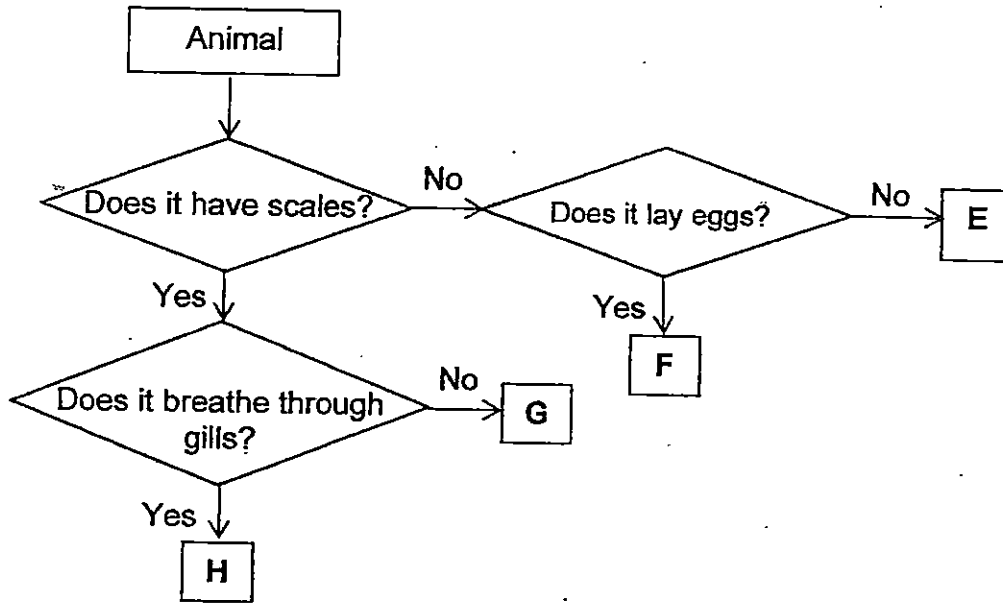 Animal
Does it have scales?
No
Does it lay eggs?
No
E
Yes
Yes
F
Does it breathe through
gills?
No
G
Yes
H